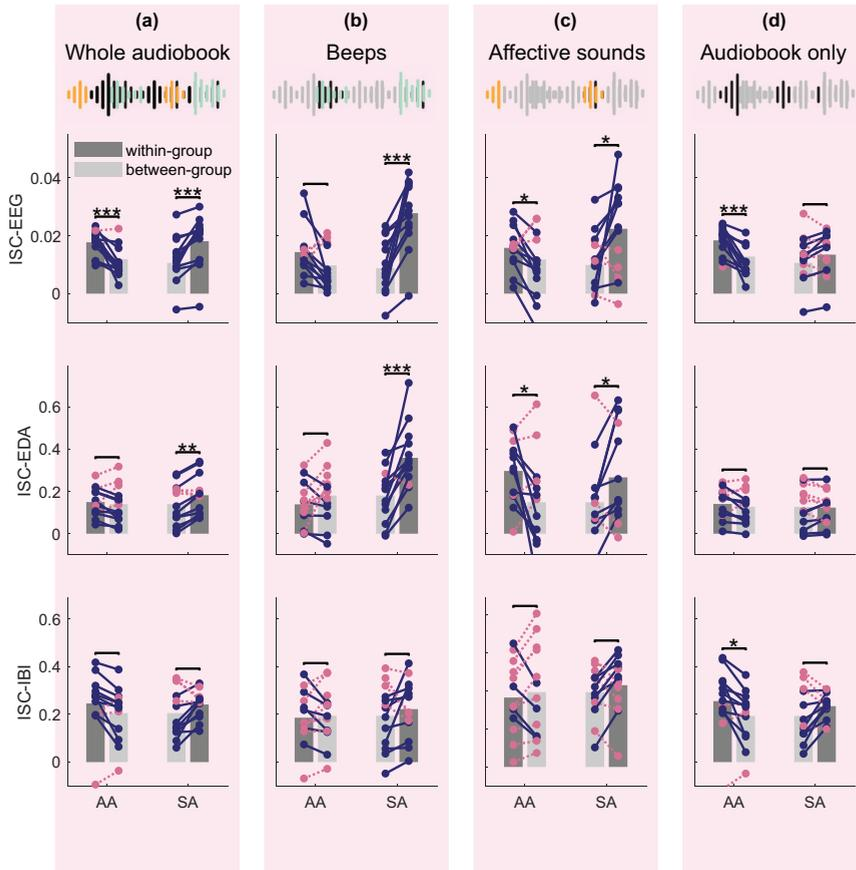 (a) (b) (c) (d)
Whole audiobook Beeps Affective sounds Audiobook only
within-group
between-group
ISC-EEG
0.04
0.02
0
*** *** *** * * ***
ISC-EDA
0.6
0.4
0.2
0
** *** * *
ISC-IBI
0.6
0.4
0.2
0
*
AA SA AA SA AA SA AA SA